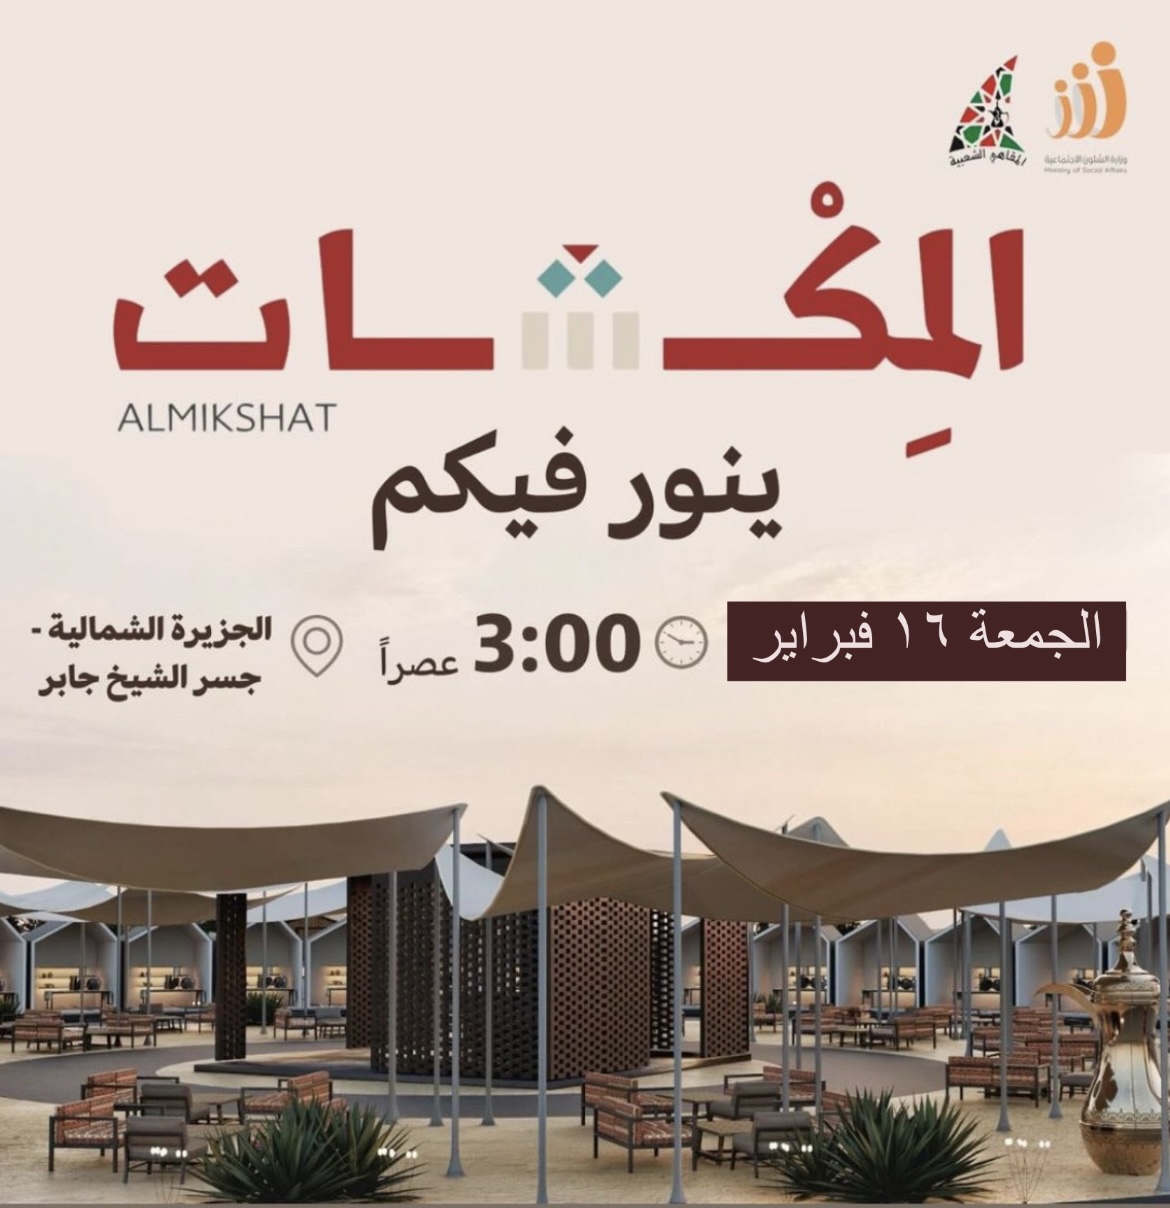 المقاهي الشعبية
وزارة الشئون الاجتماعية
Ministry of Social Affairs
المِكْشات
ALMIKSHAT
ينور فيكم
الجمعة ١٦ فبراير
3:00 عصراً
الجزيرة الشمالية -
جسر الشيخ جابر